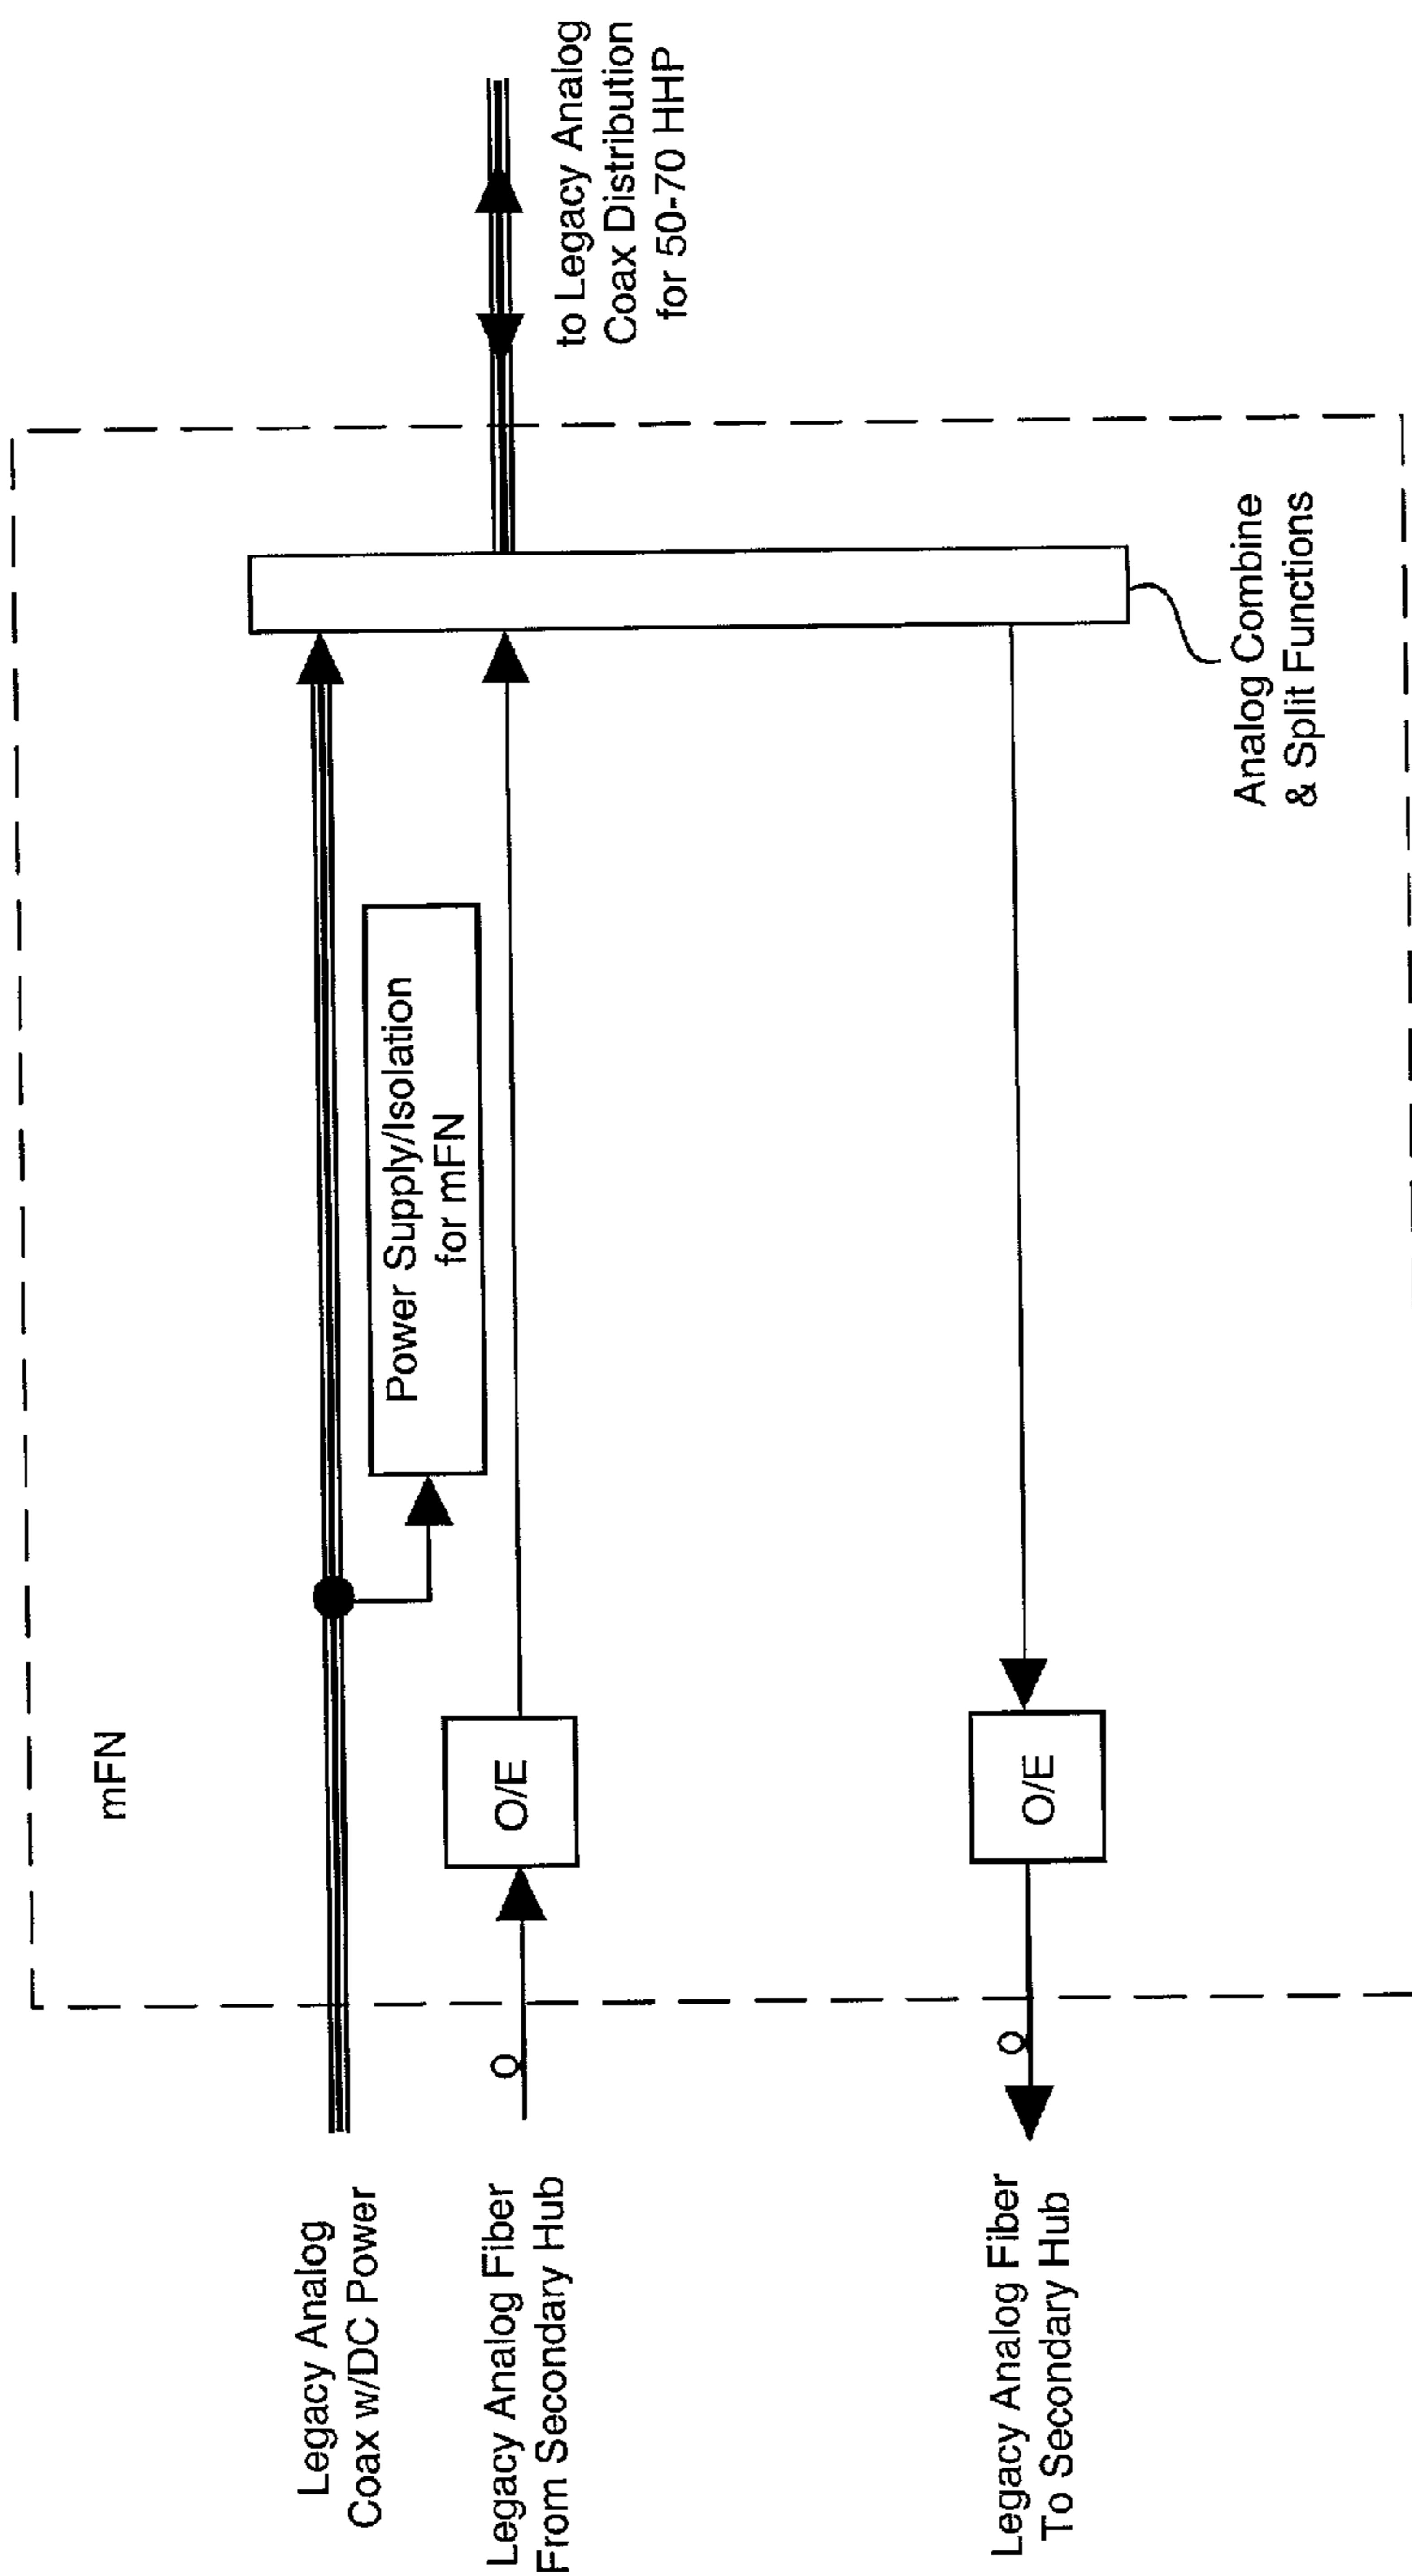 mFN
Legacy Analog
Coax w/DC Power
Power Supply/Isolation
for mFN
Legacy Analog Fiber
From Secondary Hub
O/E
to Legacy Analog
Coax Distribution
for 50-70 HHP
Legacy Analog Fiber
To Secondary Hub
O/E
Analog Combine
& Split Functions